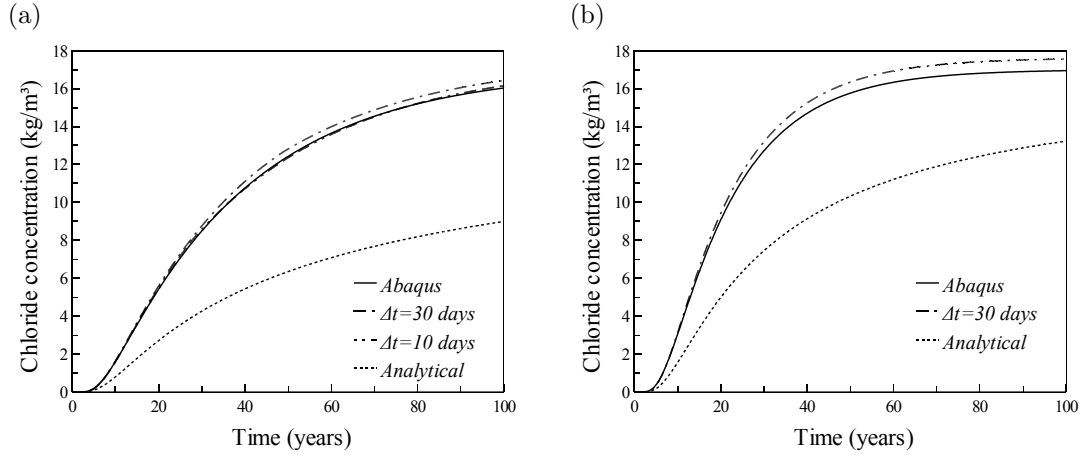 (a)
18
16
14
12
10
8
6
4
2
0
Chloride concentration (kg/m³)
0 20 40 60 80 100
Time (years)
Abaqus
Δt=30 days
Δt=10 days
Analytical
(b)
18
16
14
12
10
8
6
4
2
0
Chloride concentration (kg/m³)
0 20 40 60 80 100
Time (years)
Abaqus
Δt=30 days
Analytical